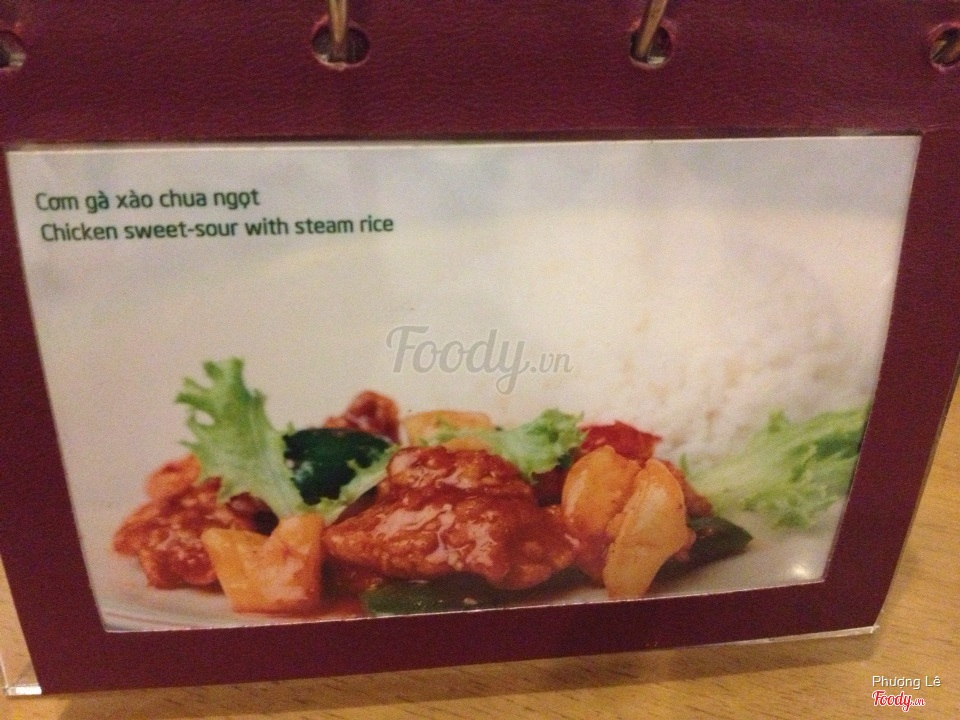 Cơm gà xào chua ngọt
Chicken sweet-sour with steam rice
Foody.vn
Phương Lê
Foody.vn